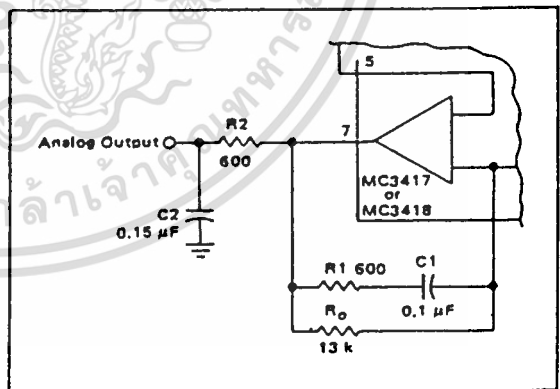 5
R2
Analog Output
7
600
MC3417
or
MC3418
C2
0.15 µF
R1 600
C1
0.1 µF
Ro
13 k